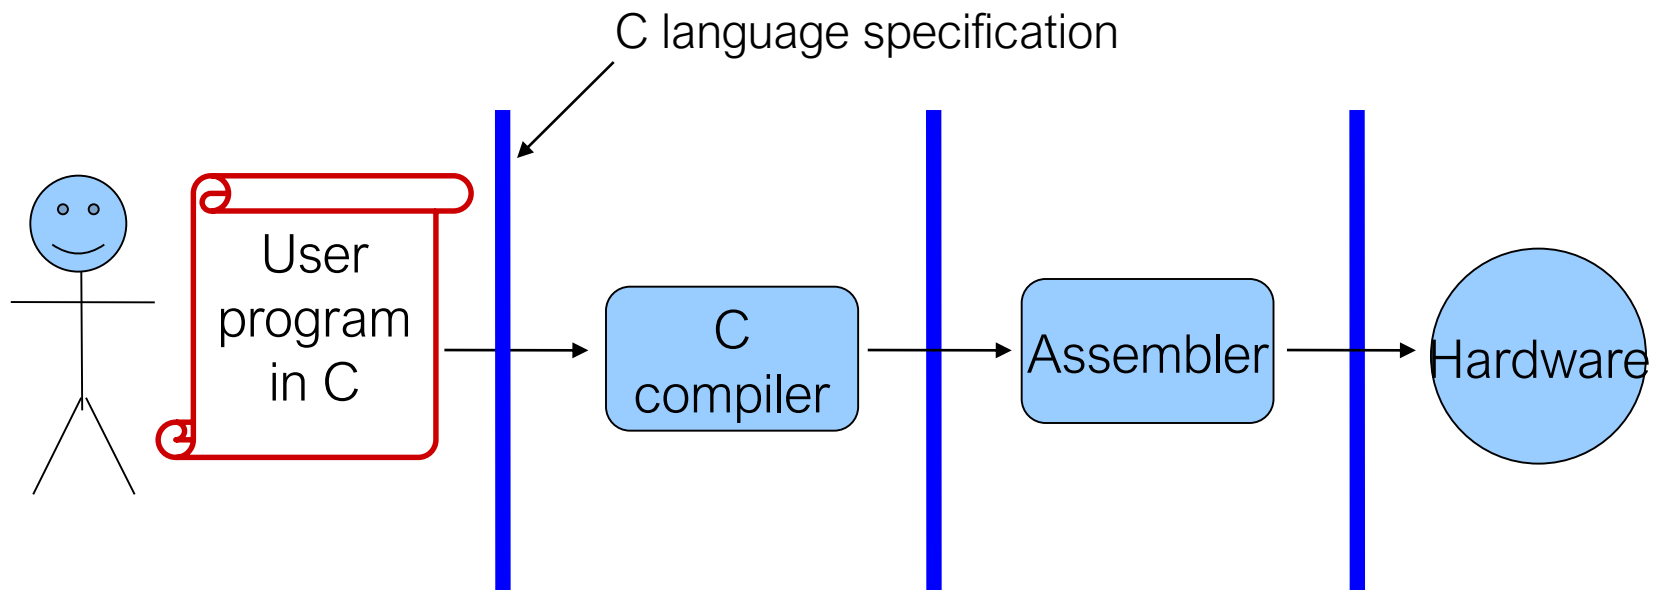 C language specification
User
program
in C
C
compiler
Assembler
Hardware